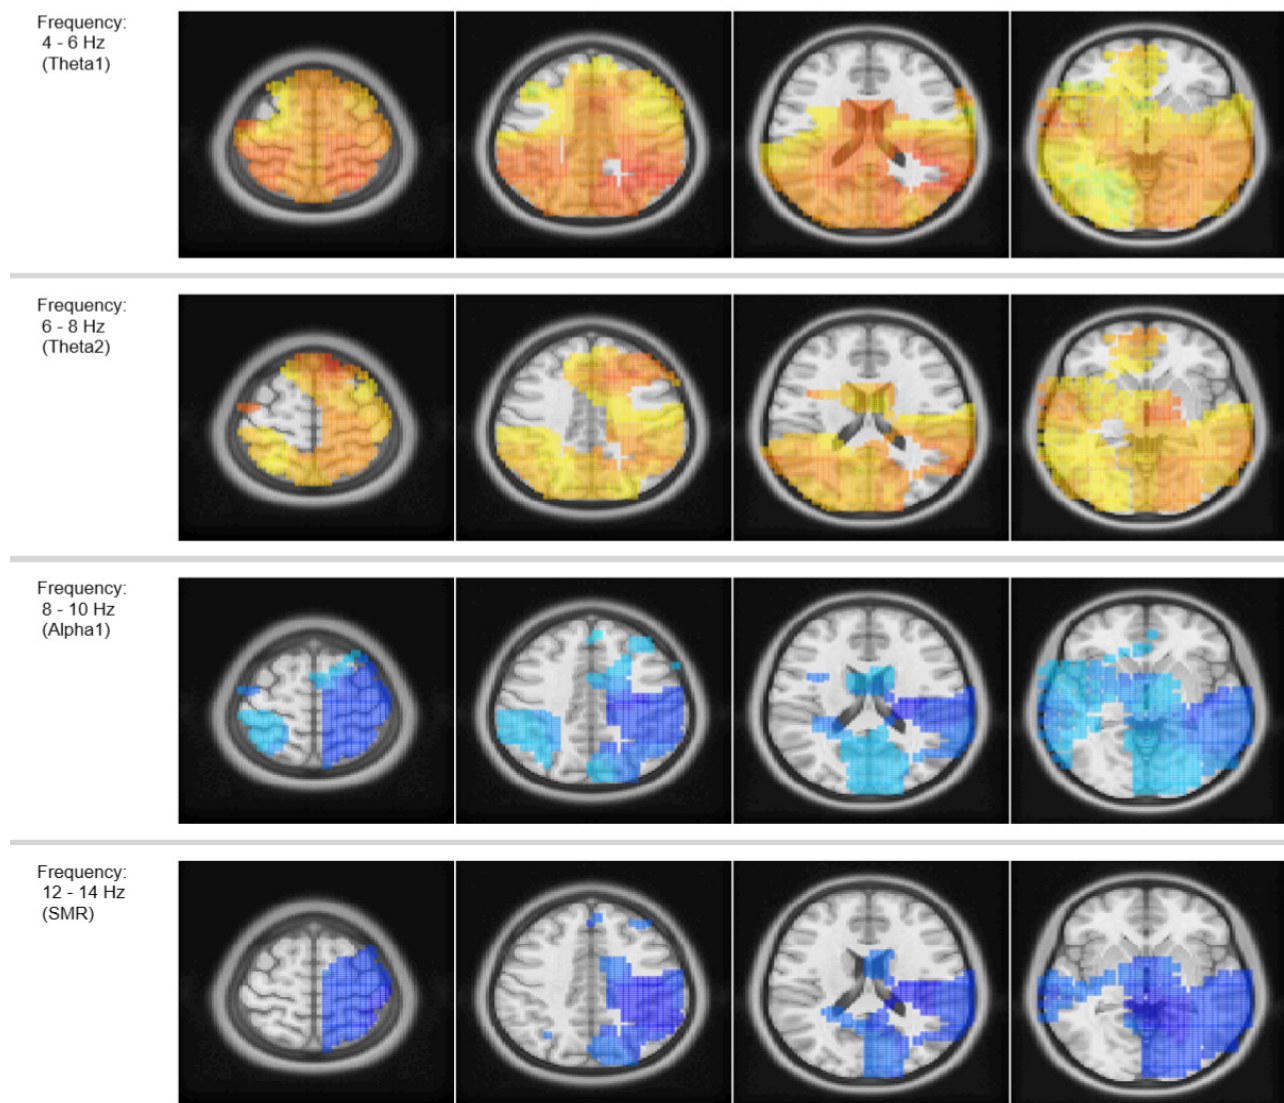 Frequency:
4 - 6 Hz
(Theta1)
Frequency:
6 - 8 Hz
(Theta2)
Frequency:
8 - 10 Hz
(Alpha1)
Frequency:
12 - 14 Hz
(SMR)